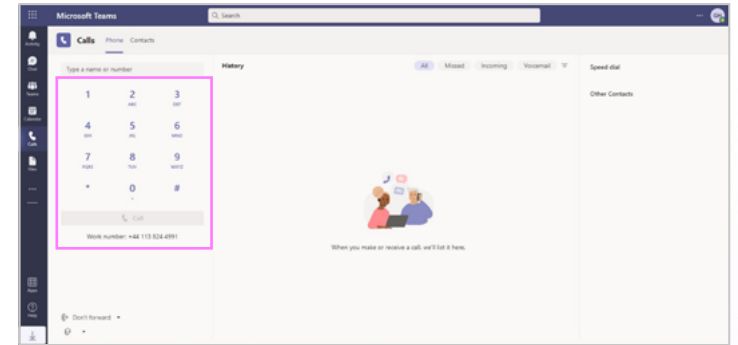 Microsoft Teams
Search
Activity
Chat
Teams
Calendar
Calls
Files
Apps
Help
Calls Phone Contacts
Type a name or number
1 2 3
ABC DEF
4 5 6
GHI JKL MNO
7 8 9
PQRS TUV WXYZ
* 0 #
+
Call
Work number: +44 113 824 4991
Don't forward
History
All Missed Incoming Voicemail
When you make or receive a call, we'll list it here.
Speed dial
Other Contacts